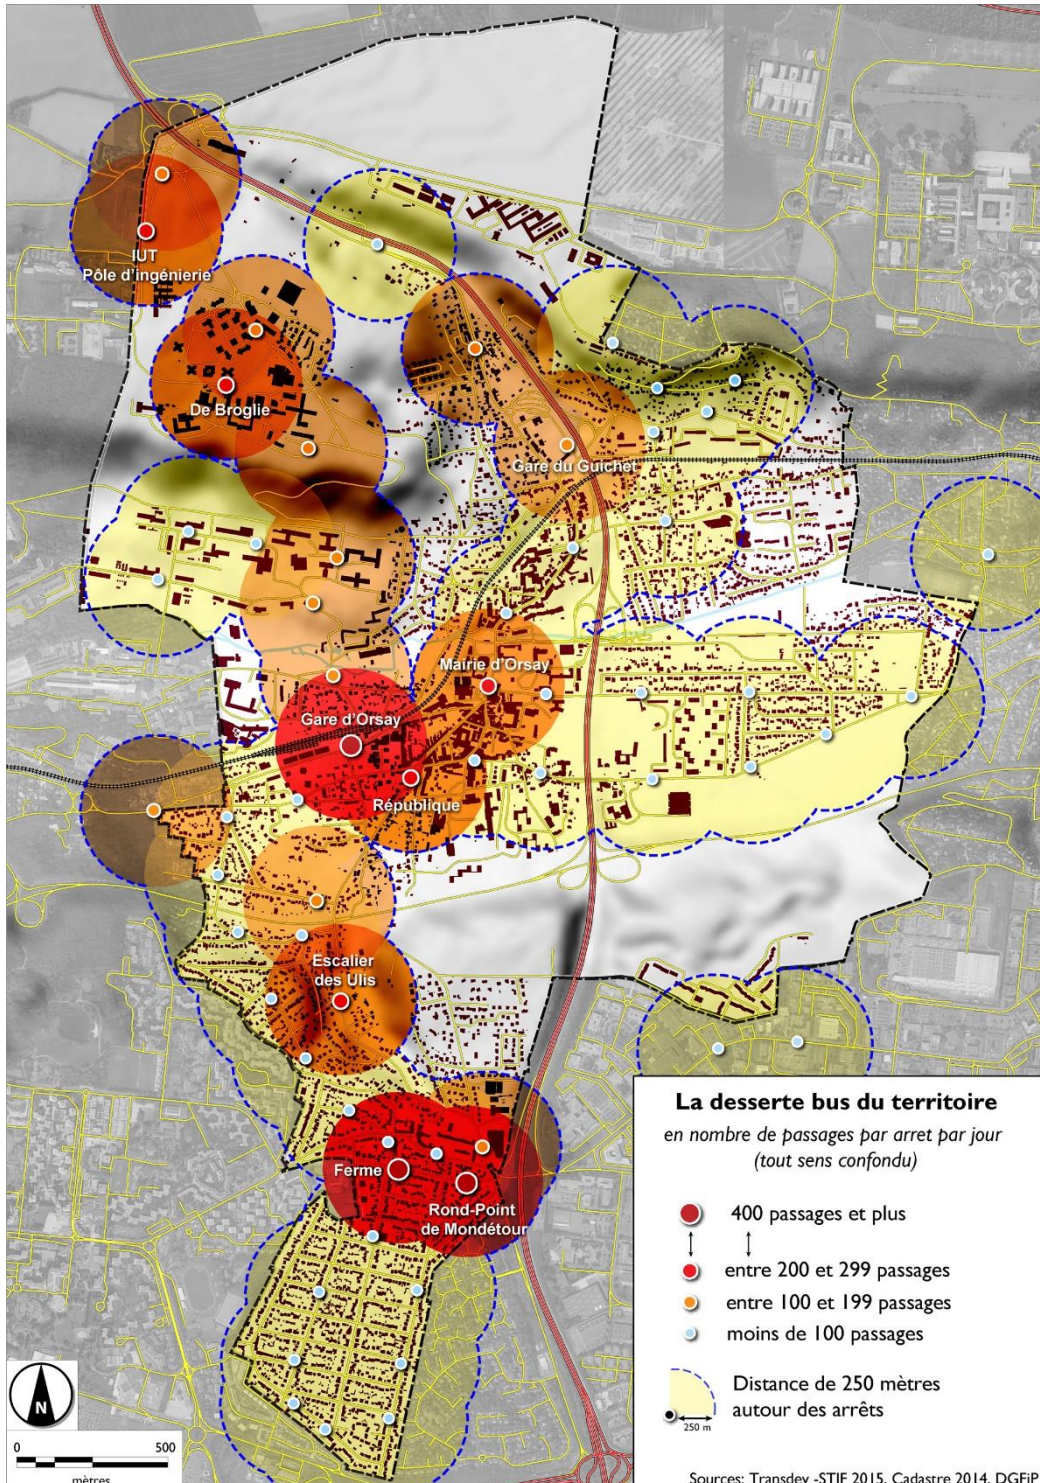 IUT
Pôle d'ingénierie
De Broglie
Gare du Guichet
Mairie d'Orsay
Gare d'Orsay
République
Escalier
des Ulis
Ferme
Rond-Point
de Mondétour
La desserte bus du territoire
en nombre de passages par arret par jour
(tout sens confondu)
400 passages et plus
entre 200 et 299 passages
entre 100 et 199 passages
moins de 100 passages
Distance de 250 mètres
autour des arrêts
250 m
N
0 500
mètres
Sources: Transdev -STIF 2015, Cadastre 2014, DGFiP